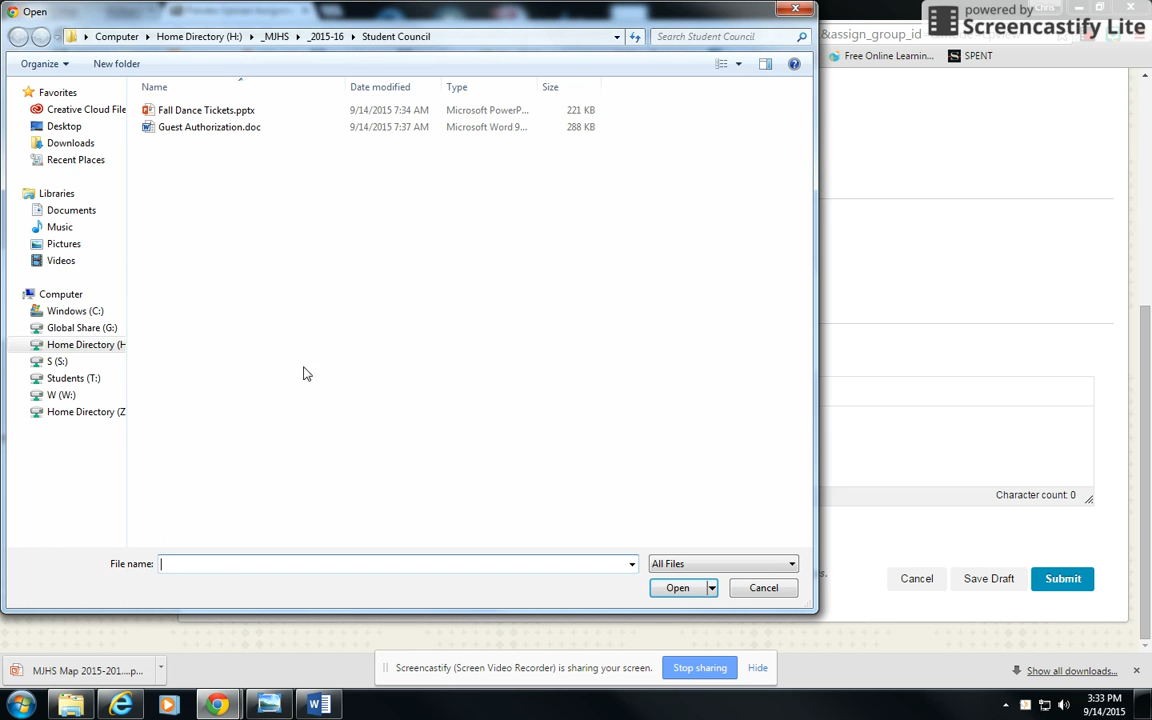 Open
powered by
Screencastify Lite
Chris
Computer Home Directory (H:) _MJHS _2015-16 Student Council
Search Student Council
&assign_group_id
Organize
New folder
Free Online Learnin...
SPENT
Name
Date modified
Type
Size
Favorites
Creative Cloud File
Desktop
Downloads
Recent Places
Fall Dance Tickets.pptx 9/14/2015 7:34 AM Microsoft PowerP... 221 KB
Guest Authorization.doc 9/14/2015 7:37 AM Microsoft Word 9... 288 KB
Libraries
Documents
Music
Pictures
Videos
Computer
Windows (C:)
Global Share (G:)
Home Directory (H
S (S:)
Students (T:)
W (W:)
Home Directory (Z
Character count: 0
File name:
All Files
Open
Cancel
s.
Cancel
Save Draft
Submit
MJHS Map 2015-201....p...
Screencastify (Screen Video Recorder) is sharing your screen.
Stop sharing
Hide
Show all downloads...
3:33 PM
9/14/2015